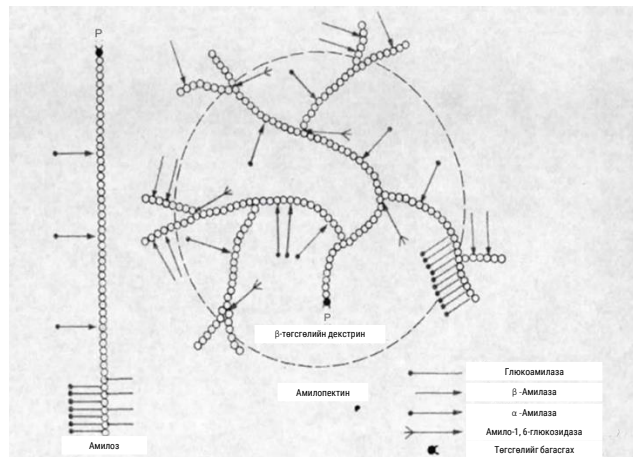 P
P
β-төгсгөлийн декстрин
Амилопектин
Амилоз
Глюкоамилаза
β -Амилаза
α -Амилаза
Амило-1, 6-глюкозидаза
Төгсгөлийг багасгах